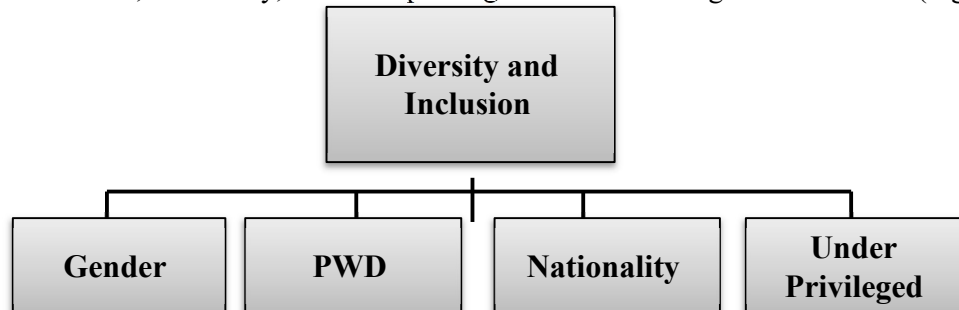 Diversity and
Inclusion
Gender
PWD
Nationality
Under
Privileged